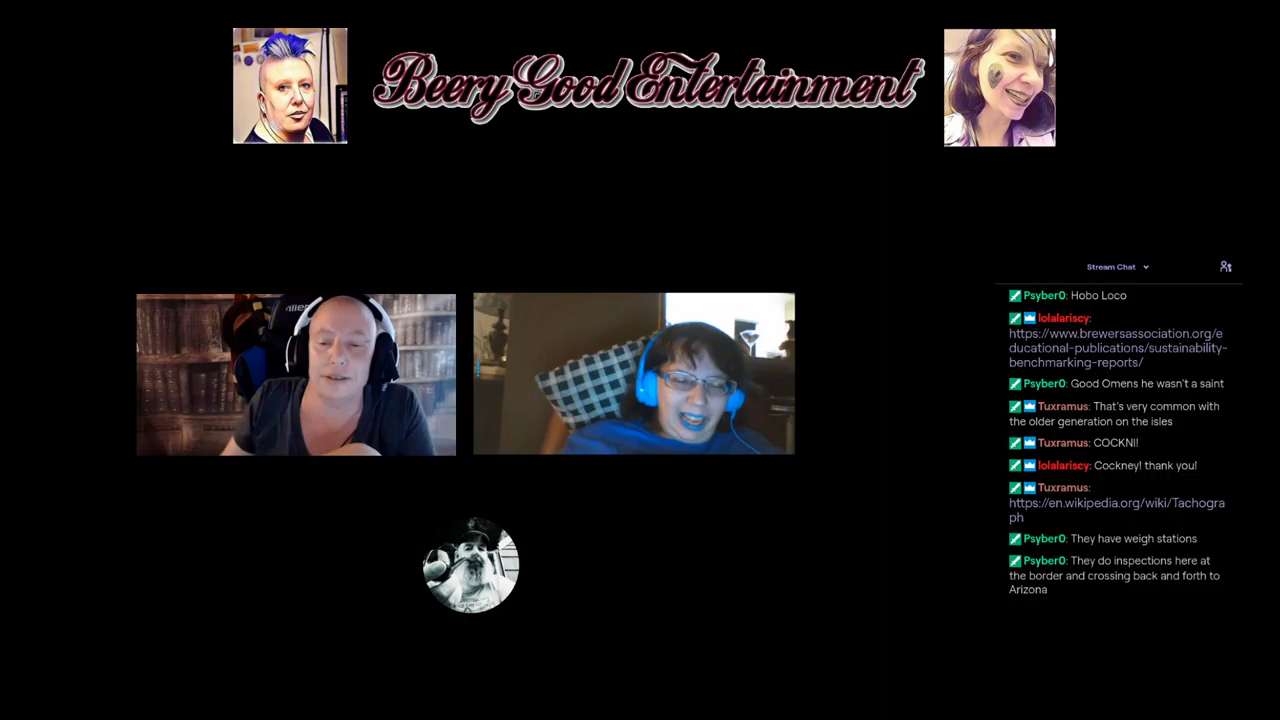 Beery Good Entertainment
Stream Chat
Psyber0: Hobo Loco
lolalariscy:
https://www.brewersassociation.org/e
ducational-publications/sustainability-
benchmarking-reports/
Psyber0: Good Omens he wasn't a saint
Tuxramus: That's very common with
the older generation on the isles
Tuxramus: COCKNI!!
lolalariscy: Cockney! thank you!
Tuxramus:
https://en.wikipedia.org/wiki/Tachogra
ph
Psyber0: They have weigh stations
Psyber0: They do inspections here at
the border and crossing back and forth to
Arizona